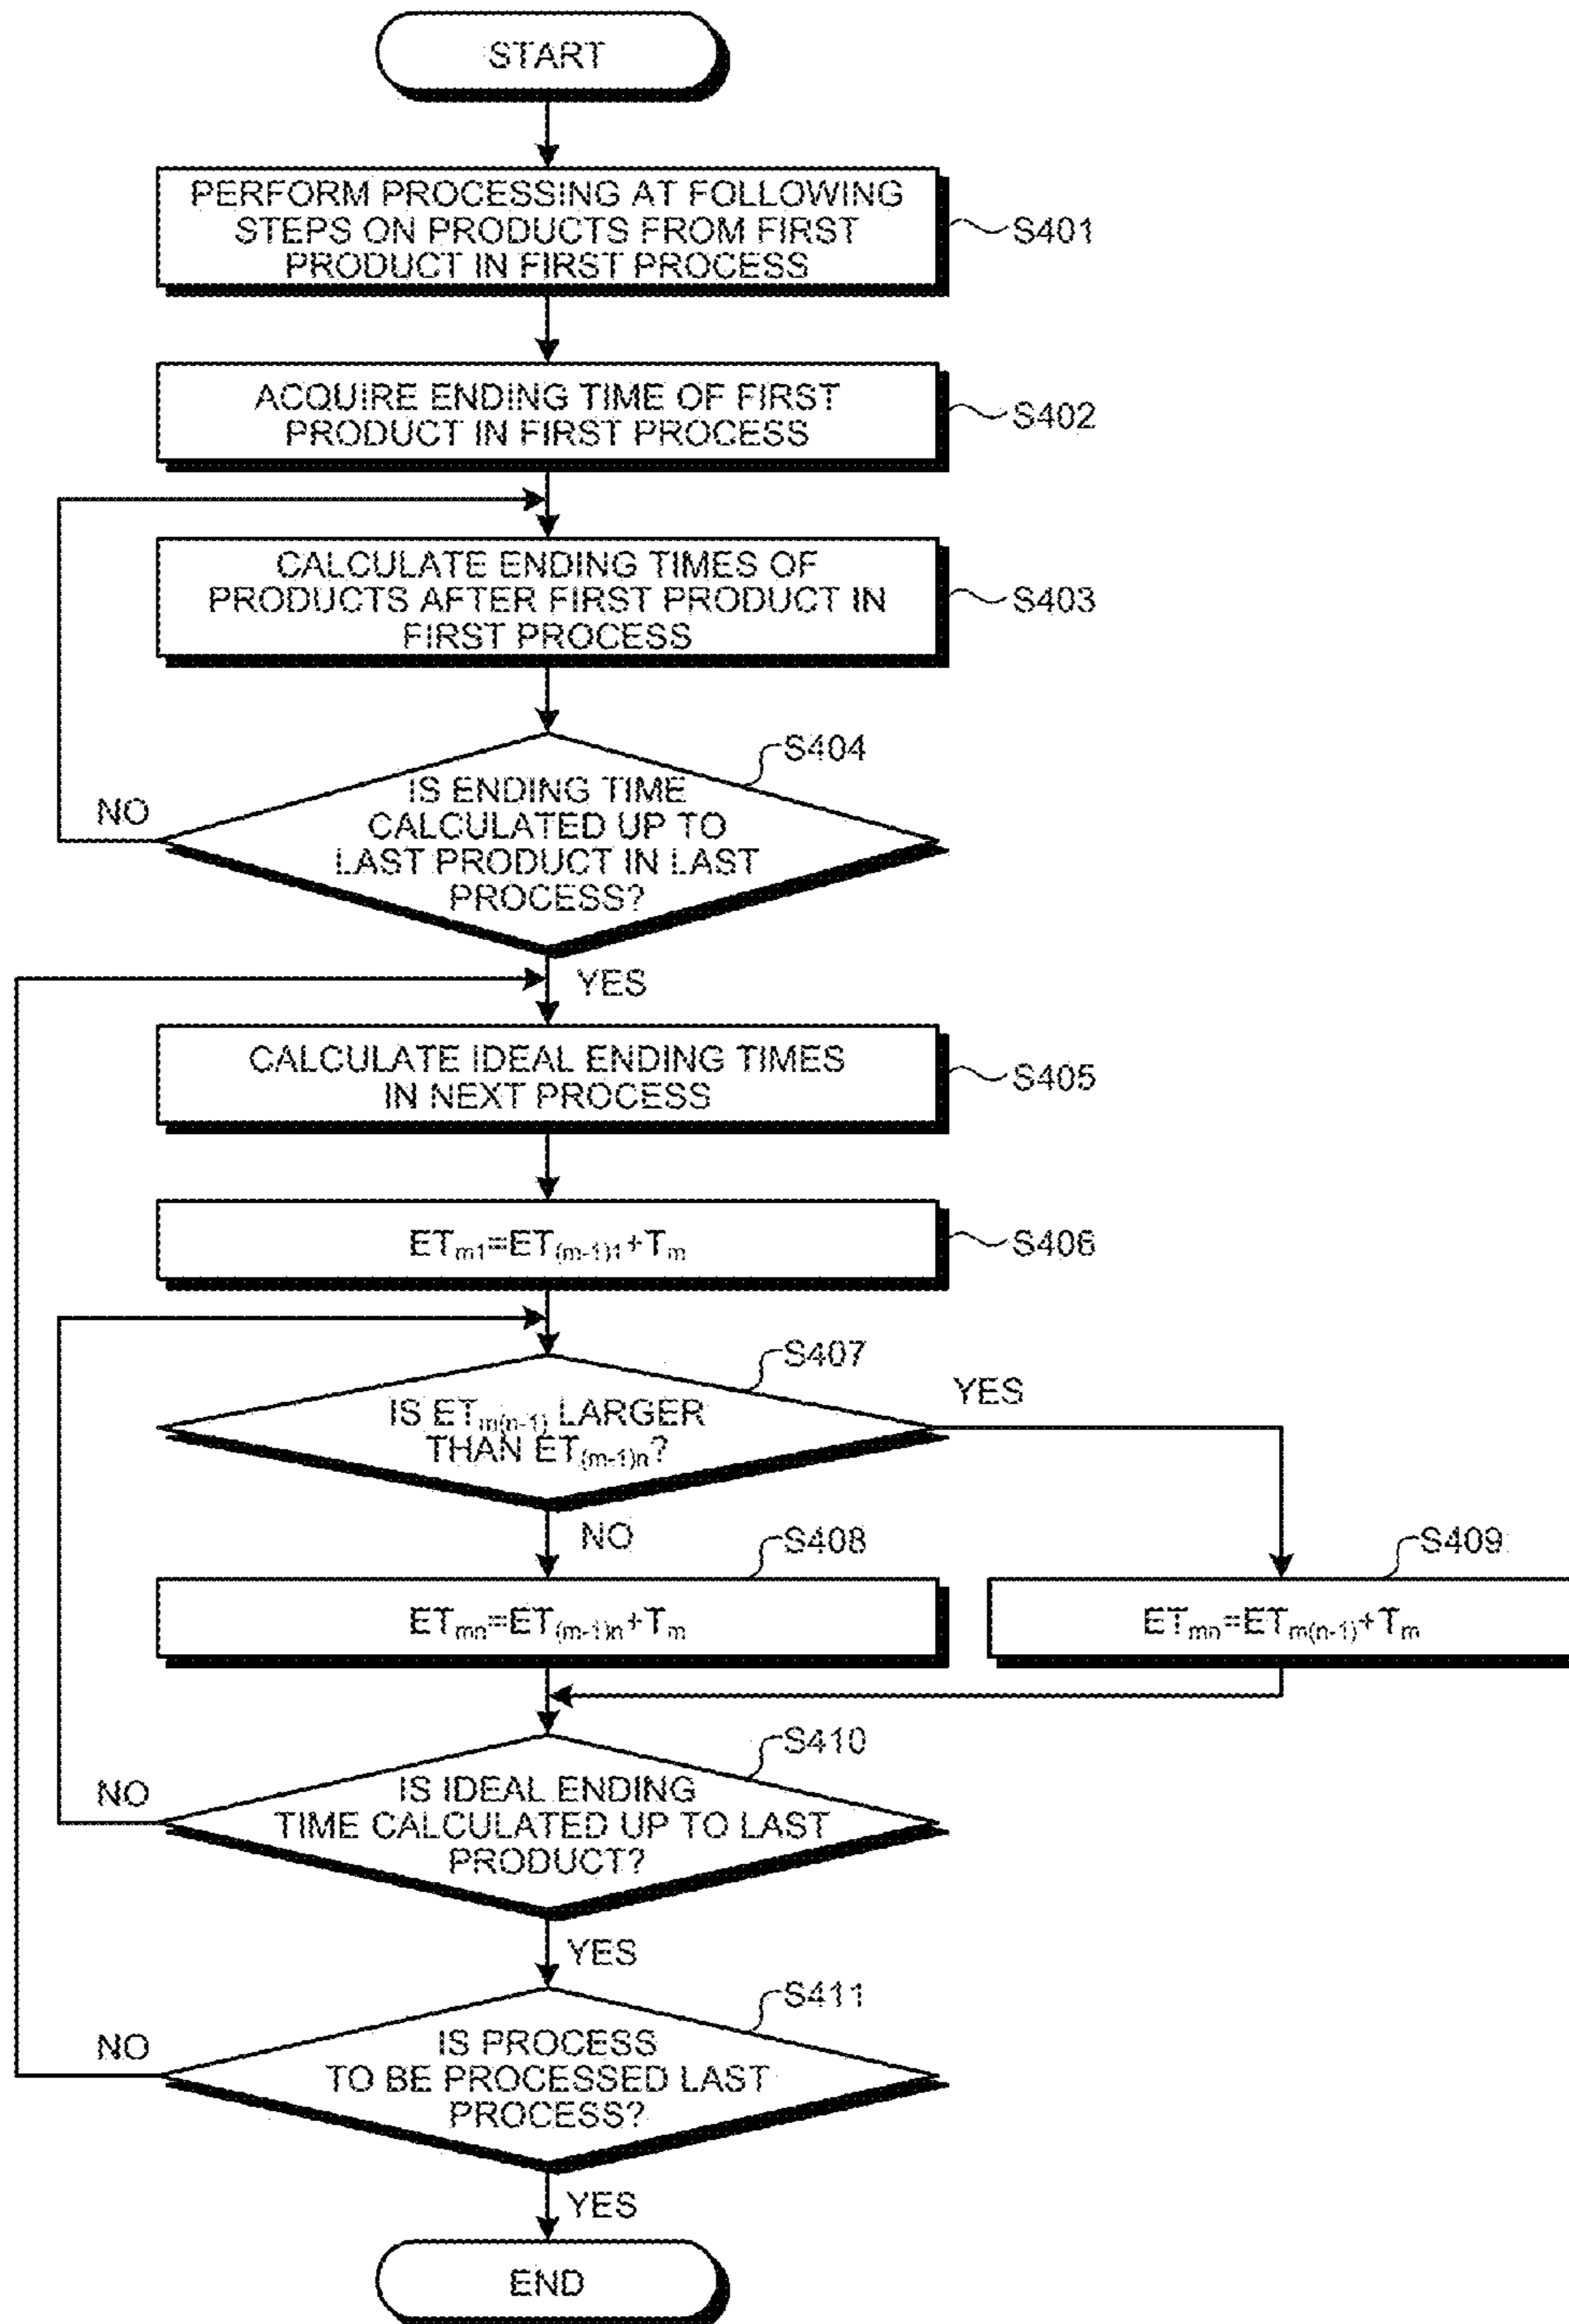 START
PERFORM PROCESSING AT FOLLOWING
STEPS ON PRODUCTS FROM FIRST
PRODUCT IN FIRST PROCESS
S401
ACQUIRE ENDING TIME OF FIRST
PRODUCT IN FIRST PROCESS
S402
CALCULATE ENDING TIMES OF
PRODUCTS AFTER FIRST PRODUCT IN
FIRST PROCESS
S403
S404
IS ENDING TIME
CALCULATED UP TO
LAST PRODUCT IN LAST
PROCESS?
NO
YES
CALCULATE IDEAL ENDING TIMES
IN NEXT PROCESS
S405
ETm1=ET(m-1)1+Tm
S406
S407
IS ETm(n-1) LARGER
THAN ET(m-1)n?
YES
NO
S408
ETmn=ET(m-1)n+Tm
S409
ETmn=ETm(n-1)+Tm
S410
IS IDEAL ENDING
TIME CALCULATED UP TO LAST
PRODUCT?
NO
YES
S411
IS PROCESS
TO BE PROCESSED LAST
PROCESS?
NO
YES
END